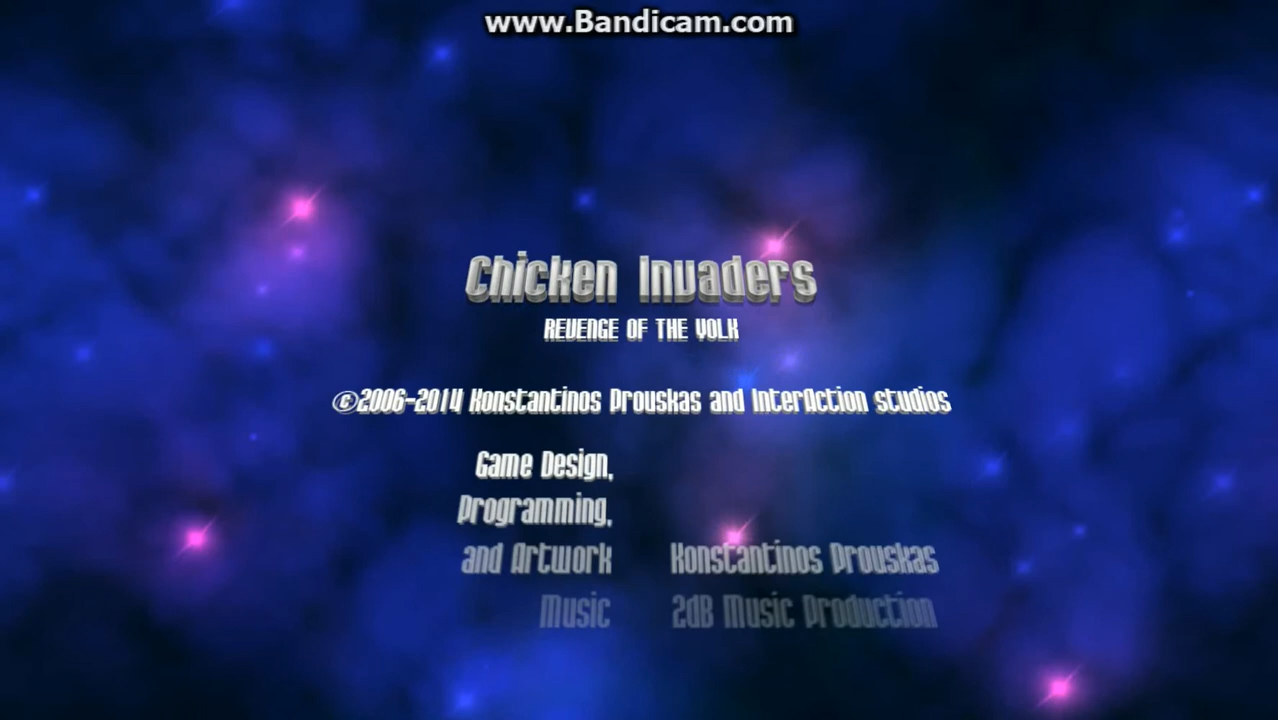 www.Bandicam.com
Chicken Invaders
REVENGE OF THE YOLK
©2006-2014 Konstantinos Prouskas and InterAction studios
Game Design,
Programming,
and Artwork Konstantinos Prouskas
Music 2dB Music Production